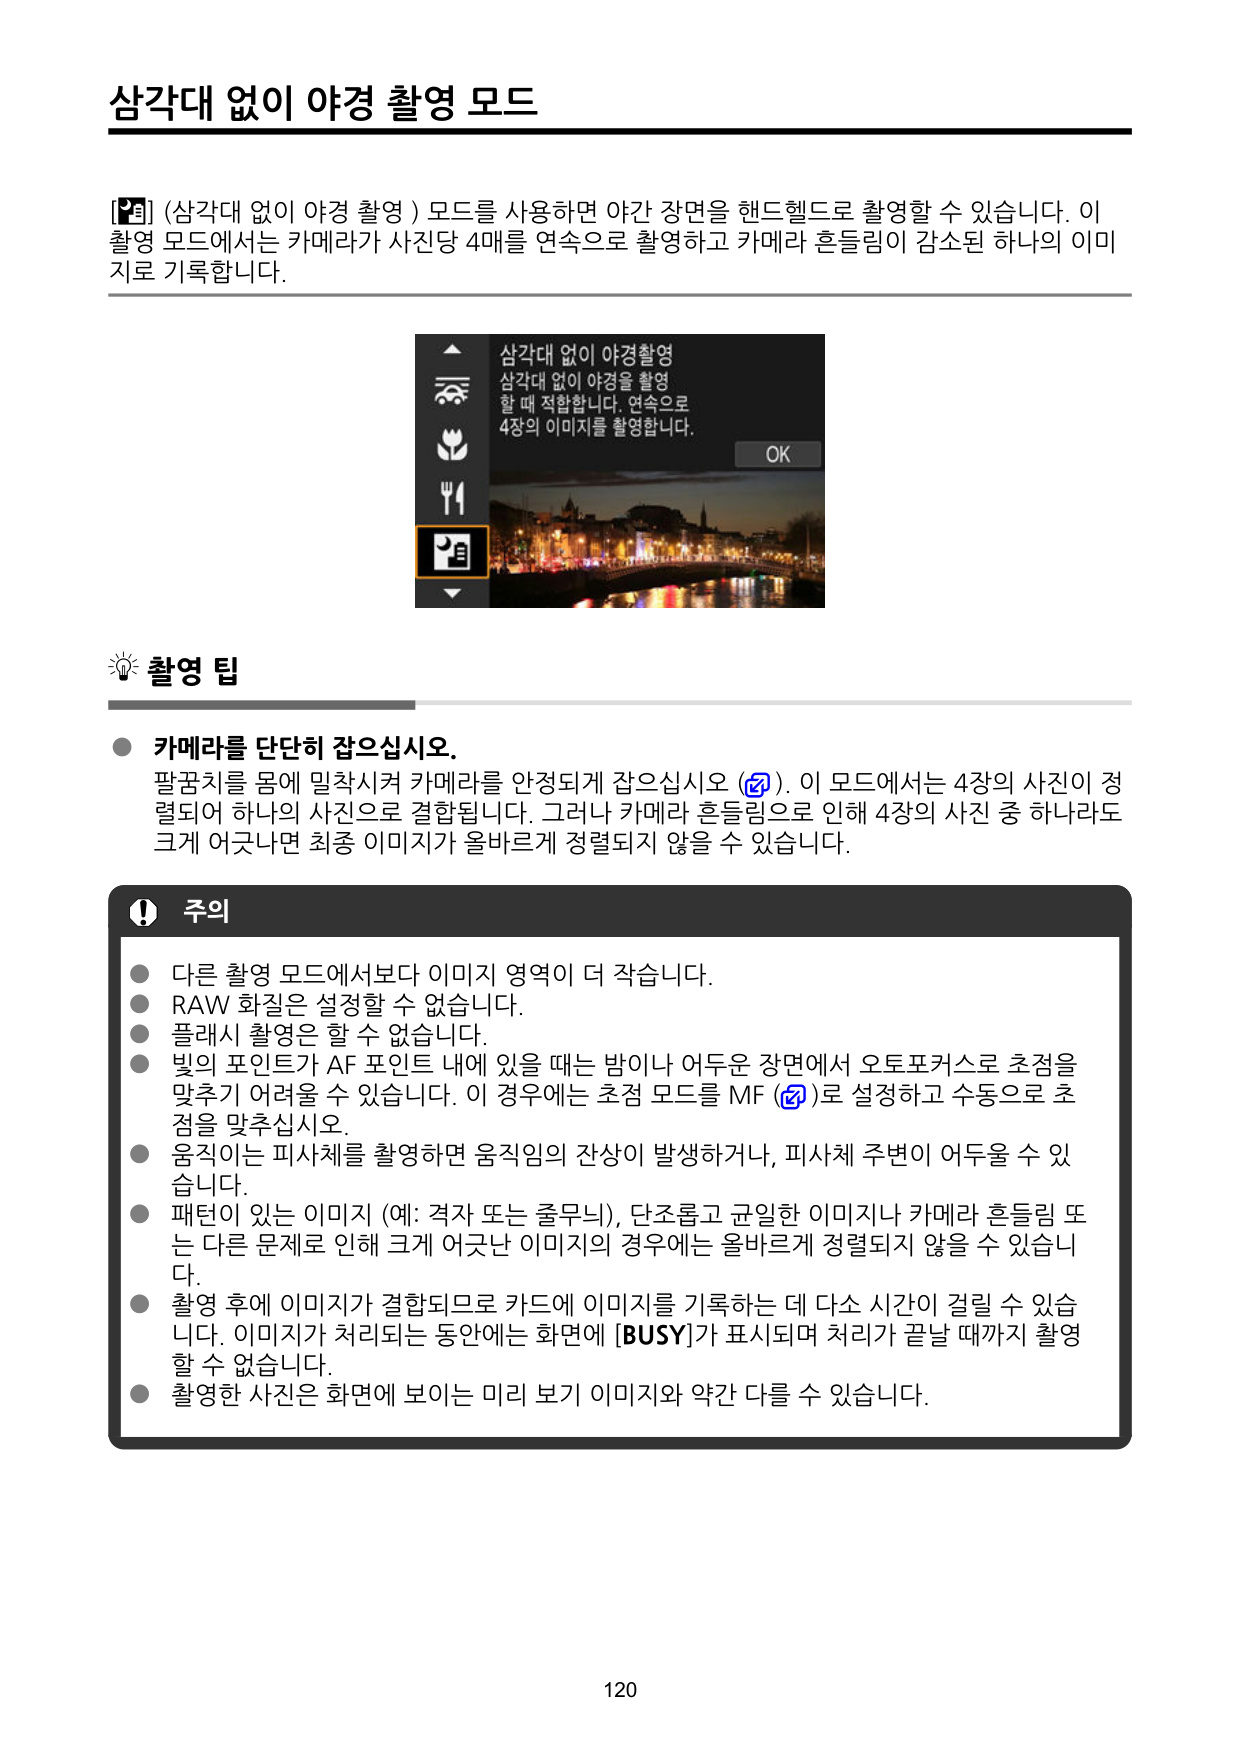 삼각대 없이 야경 촬영 모드
[] (삼각대 없이 야경 촬영 ) 모드를 사용하면 야간 장면을 핸드헬드로 촬영할 수 있습니다. 이
촬영 모드에서는 카메라가 사진당 4매를 연속으로 촬영하고 카메라 흔들림이 감소된 하나의 이미
지로 기록합니다.
삼각대 없이 야경촬영
삼각대 없이 야경을 촬영
할 때 적합합니다. 연속으로
4장의 이미지를 촬영합니다.
OK
촬영 팁
● 카메라를 단단히 잡으십시오.
팔꿈치를 몸에 밀착시켜 카메라를 안정되게 잡으십시오 (). 이 모드에서는 4장의 사진이 정
렬되어 하나의 사진으로 결합됩니다. 그러나 카메라 흔들림으로 인해 4장의 사진 중 하나라도
크게 어긋나면 최종 이미지가 올바르게 정렬되지 않을 수 있습니다.
주의
● 다른 촬영 모드에서보다 이미지 영역이 더 작습니다.
● RAW 화질은 설정할 수 없습니다.
● 플래시 촬영은 할 수 없습니다.
● 빛의 포인트가 AF 포인트 내에 있을 때는 밤이나 어두운 장면에서 오토포커스로 초점을
맞추기 어려울 수 있습니다. 이 경우에는 초점 모드를 MF ()로 설정하고 수동으로 초
점을 맞추십시오.
● 움직이는 피사체를 촬영하면 움직임의 잔상이 발생하거나, 피사체 주변이 어두울 수 있
습니다.
● 패턴이 있는 이미지 (예: 격자 또는 줄무늬), 단조롭고 균일한 이미지나 카메라 흔들림 또
는 다른 문제로 인해 크게 어긋난 이미지의 경우에는 올바르게 정렬되지 않을 수 있습니
다.
● 촬영 후에 이미지가 결합되므로 카드에 이미지를 기록하는 데 다소 시간이 걸릴 수 있습
니다. 이미지가 처리되는 동안에는 화면에 [BUSY]가 표시되며 처리가 끝날 때까지 촬영
할 수 없습니다.
● 촬영한 사진은 화면에 보이는 미리 보기 이미지와 약간 다를 수 있습니다.
120